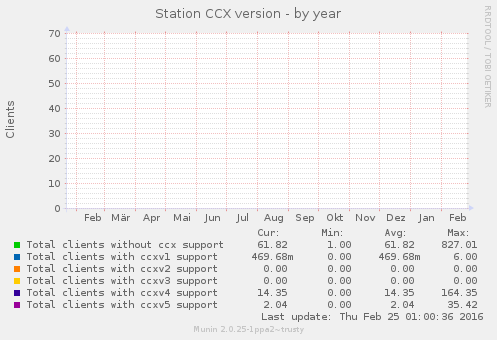 Station CCX version - by year
RRDTOOL / TOBI OETIKER
Clients
70
60
50
40
30
20
10
0
Feb Mär Apr Mai Jun Jul Aug Sep Okt Nov Dez Jan Feb
Cur: Min: Avg: Max:
Total clients without ccx support 61.82 1.00 61.82 827.01
Total clients with ccxv1 support 469.68m 0.00 469.68m 6.00
Total clients with ccxv2 support 0.00 0.00 0.00 0.00
Total clients with ccxv3 support 0.00 0.00 0.00 0.00
Total clients with ccxv4 support 14.35 0.00 14.35 164.35
Total clients with ccxv5 support 2.04 0.00 2.04 35.42
Last update: Thu Feb 25 01:00:36 2016
Munin 2.0.25-1ppa2~trusty